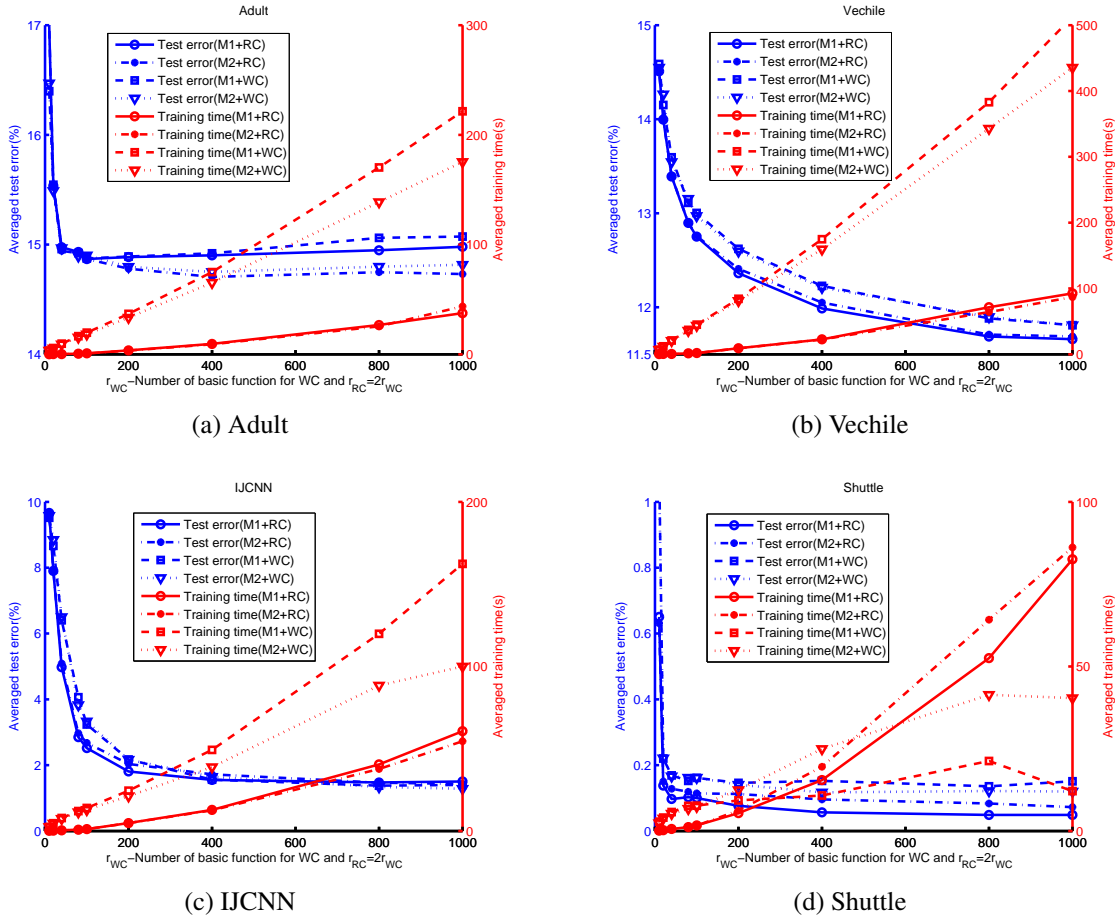 Adult
17
16
15
14
300
200
100
0
0
200
400
600
800
1000
Averaged test error(%)
Averaged training time(s)
Test error(M1+RC)
Test error(M2+RC)
Test error(M1+WC)
Test error(M2+WC)
Training time(M1+RC)
Training time(M2+RC)
Training time(M1+WC)
Training time(M2+WC)
r_WC−Number of basic function for WC and r_RC=2r_WC
(a) Adult
Vechile
15
14
13
12
11.5
500
400
300
200
100
0
0
200
400
600
800
1000
Averaged test error(%)
Averaged training time(s)
Test error(M1+RC)
Test error(M2+RC)
Test error(M1+WC)
Test error(M2+WC)
Training time(M1+RC)
Training time(M2+RC)
Training time(M1+WC)
Training time(M2+WC)
r_WC−Number of basic function for WC and r_RC=2r_WC
(b) Vechile
IJCNN
10
8
6
4
2
0
200
100
0
0
200
400
600
800
1000
Averaged test error(%)
Averaged training time(s)
Test error(M1+RC)
Test error(M2+RC)
Test error(M1+WC)
Test error(M2+WC)
Training time(M1+RC)
Training time(M2+RC)
Training time(M1+WC)
Training time(M2+WC)
r_WC−Number of basic function for WC and r_RC=2r_WC
(c) IJCNN
Shuttle
1
0.8
0.6
0.4
0.2
0
100
50
0
0
200
400
600
800
1000
Averaged test error(%)
Averaged training time(s)
Test error(M1+RC)
Test error(M2+RC)
Test error(M1+WC)
Test error(M2+WC)
Training time(M1+RC)
Training time(M2+RC)
Training time(M1+WC)
Training time(M2+WC)
r_WC−Number of basic function for WC and r_RC=2r_WC
(d) Shuttle